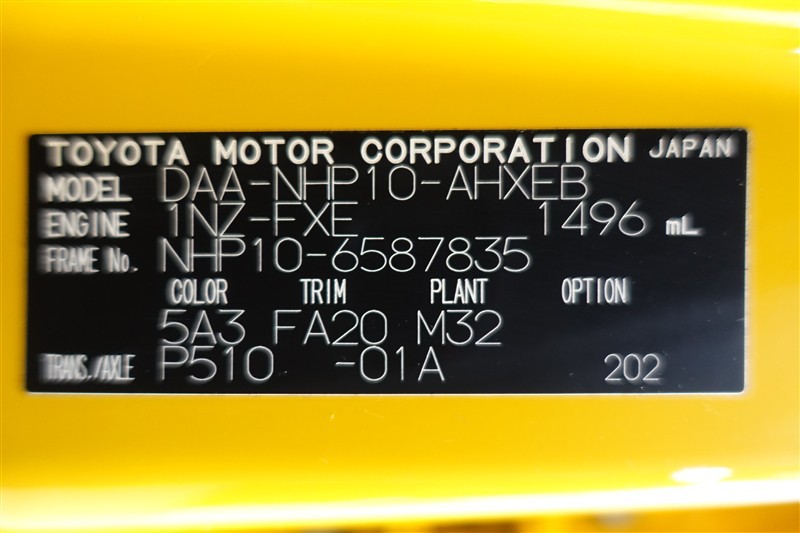 TOYOTA MOTOR CORPORATION JAPAN
MODEL DAA-NHP10-AHXEB
ENGINE 1NZ-FXE 1496 mL
FRAME No. NHP10-6587835
COLOR TRIM PLANT OPTION
5A3 FA20 M32
TRANS./AXLE P510 -01A 202